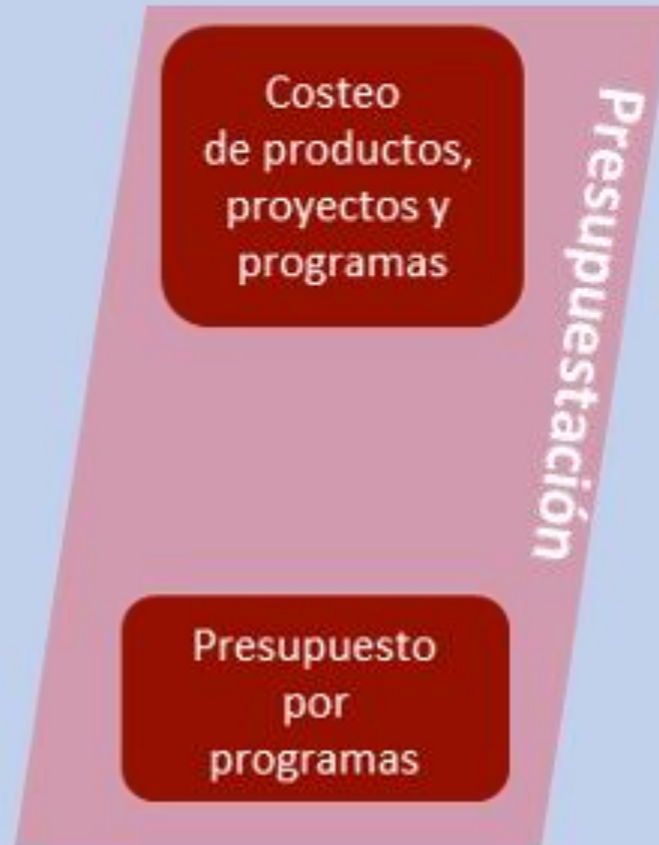 Costeo
de productos,
proyectos y
programas
Presupuestación
Presupuesto
por
programas